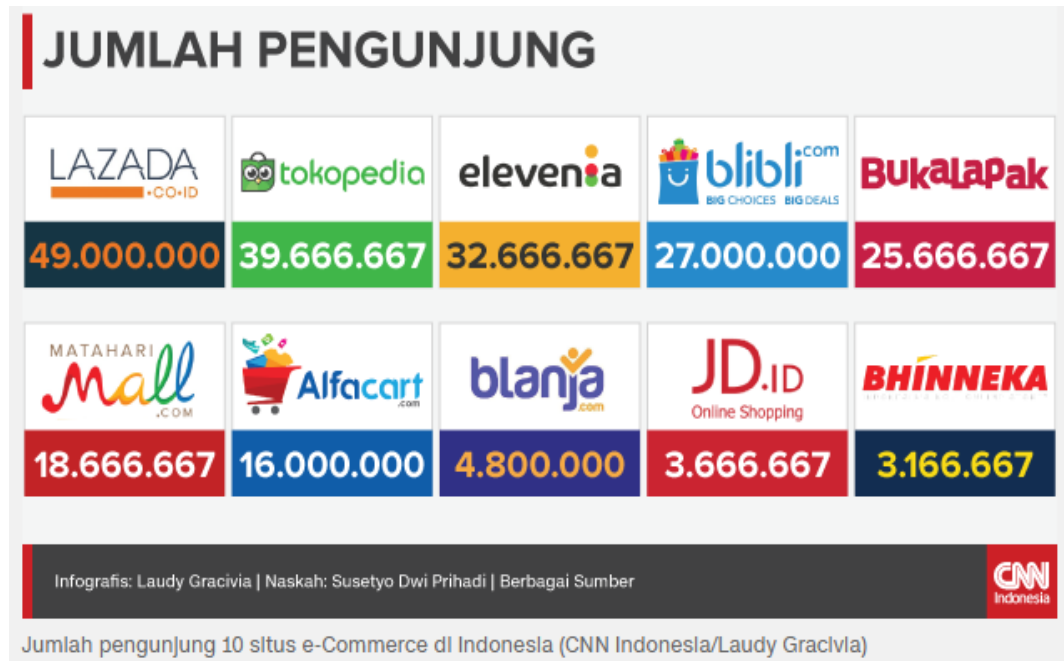 JUMLAH PENGUNJUNG
LAZADA
.CO.ID
tokopedia
elevenia
blibli.com
BIG CHOICES BIG DEALS
BukaLaPak
49.000.000
39.666.667
32.666.667
27.000.000
25.666.667
MATAHARI
Mall
.COM
Alfacart
.com
blanja
.com
JD.ID
Online Shopping
BHINNEKA
18.666.667
16.000.000
4.800.000
3.666.667
3.166.667
Infografis: Laudy Gracivia | Naskah: Susetyo Dwi Prihadi | Berbagai Sumber
CNN
Indonesia
Jumlah pengunjung 10 situs e-Commerce di Indonesia (CNN Indonesia/Laudy Gracivia)